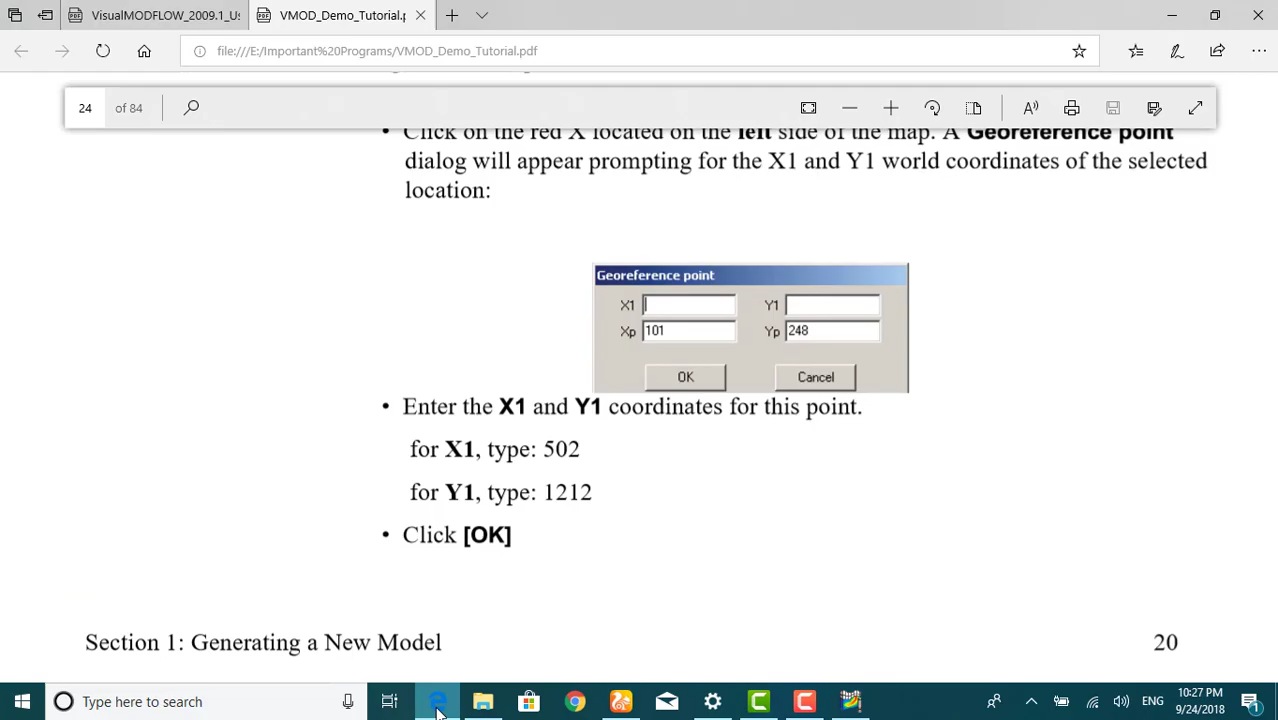 VisualMODFLOW_2009.1_Us
VMOD_Demo_Tutorial.p
file:///E:/Important%20Programs/VMOD_Demo_Tutorial.pdf
24 of 84
• Click on the red X located on the left side of the map. A Georeference point
dialog will appear prompting for the X1 and Y1 world coordinates of the selected
location:
Georeference point
X1 Y1
Xp 101 Yp 248
OK Cancel
• Enter the X1 and Y1 coordinates for this point.
for X1, type: 502
for Y1, type: 1212
• Click [OK]
Section 1: Generating a New Model 20
Type here to search
ENG
10:27 PM
9/24/2018
1